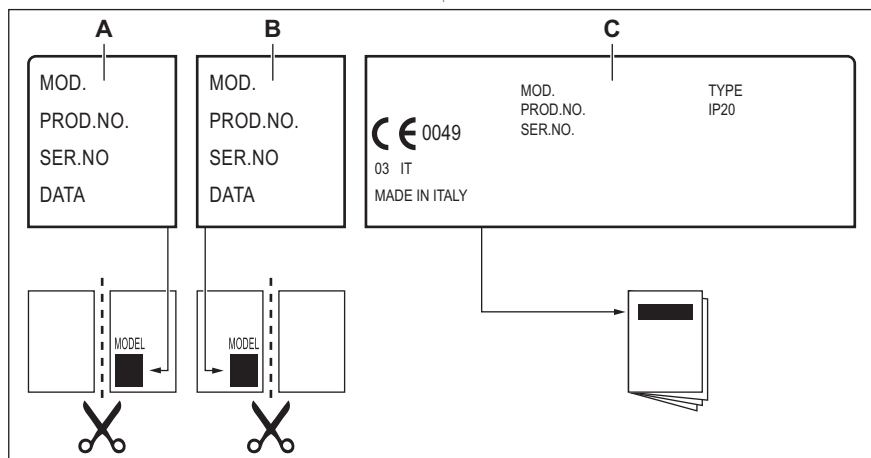 A
B
C
MOD.
PROD.NO.
SER.NO
DATA
MOD.
PROD.NO.
SER.NO
DATA
MOD.
PROD.NO.
SER.NO.
TYPE
IP20
CE 0049
03 IT
MADE IN ITALY
MODEL
MODEL